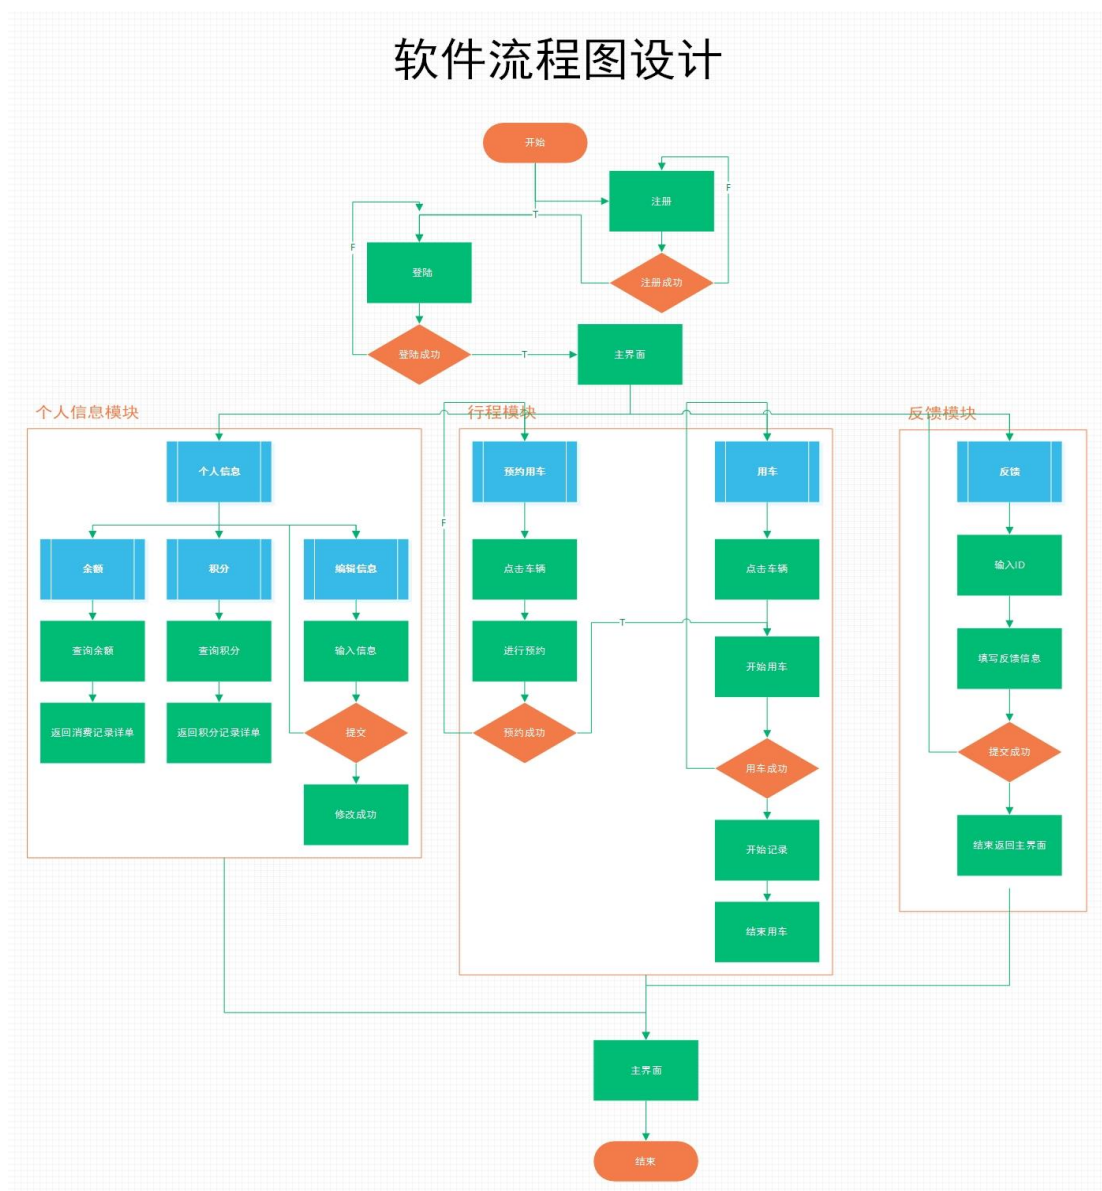 软件流程图设计
开始
注册
F
T
登陆
F
注册成功
登陆成功
T
主界面
个人信息模块
行程模块
反馈模块
个人信息
预约用车
用车
反馈
F
余额
积分
编辑信息
点击车辆
点击车辆
输入ID
T
查询余额
查询积分
输入信息
进行预约
开始用车
填写反馈信息
返回消费记录详单
返回积分记录详单
提交
预约成功
用车成功
提交成功
修改成功
开始记录
结束返回主界面
结束用车
主界面
结束